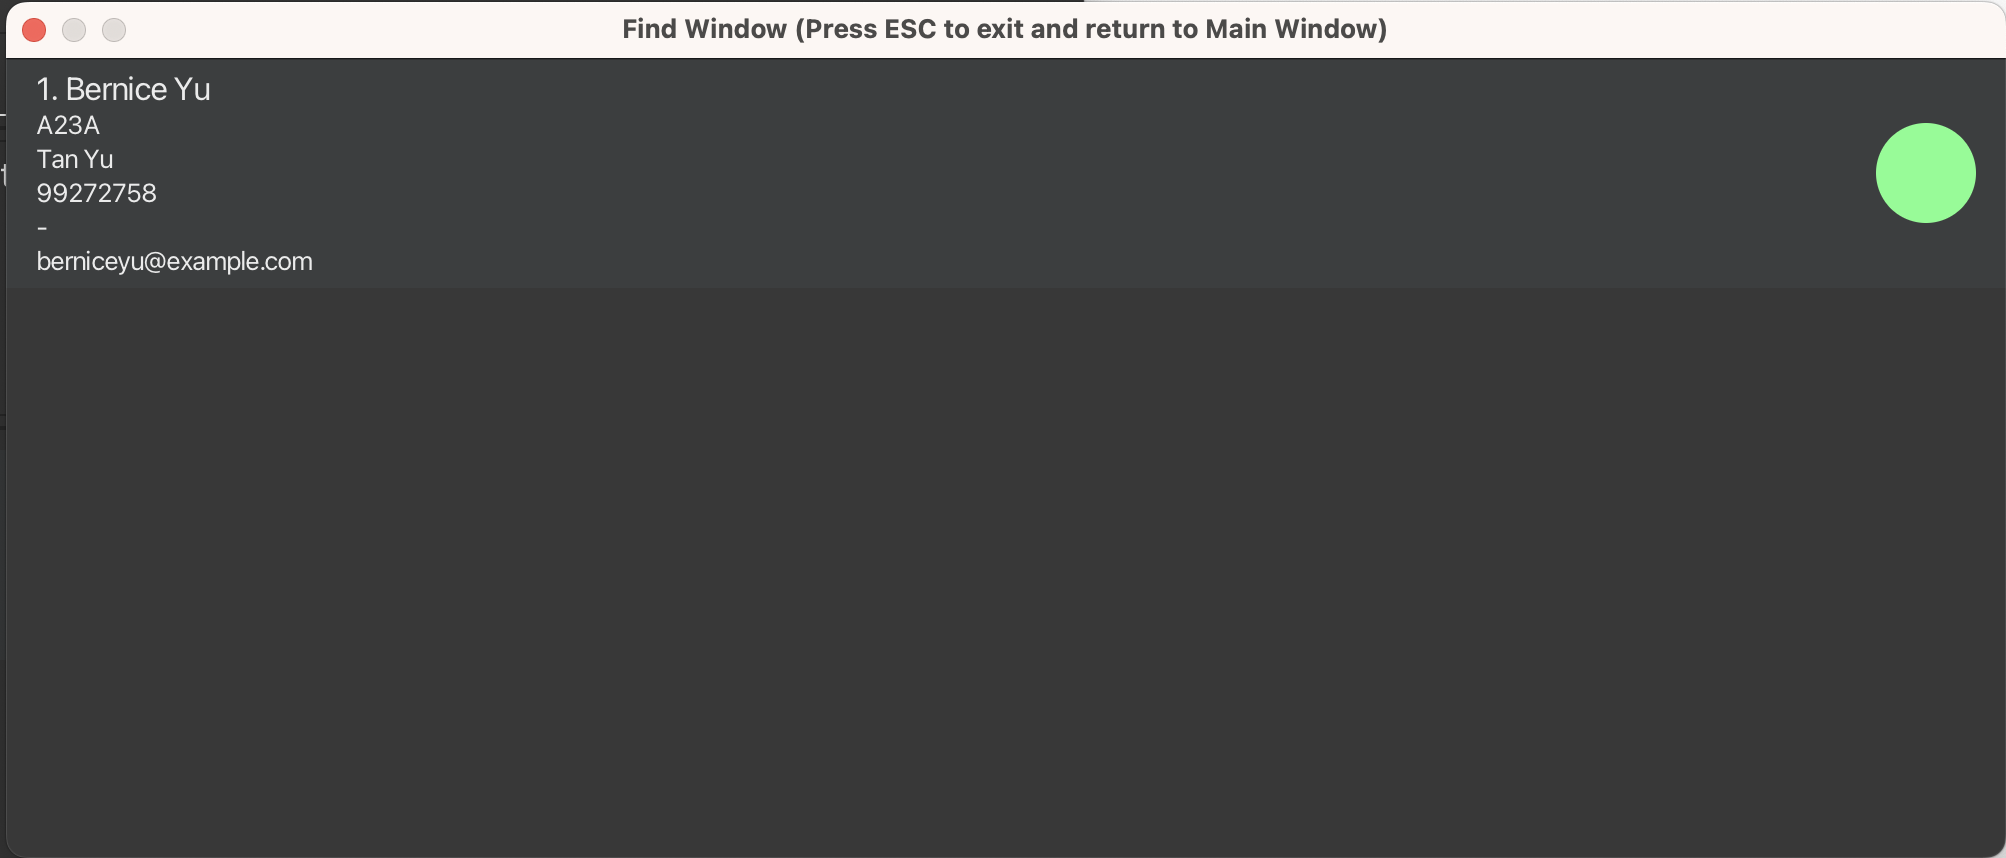 Find Window (Press ESC to exit and return to Main Window)
1. Bernice Yu
A23A
Tan Yu
99272758
-
berniceyu@example.com